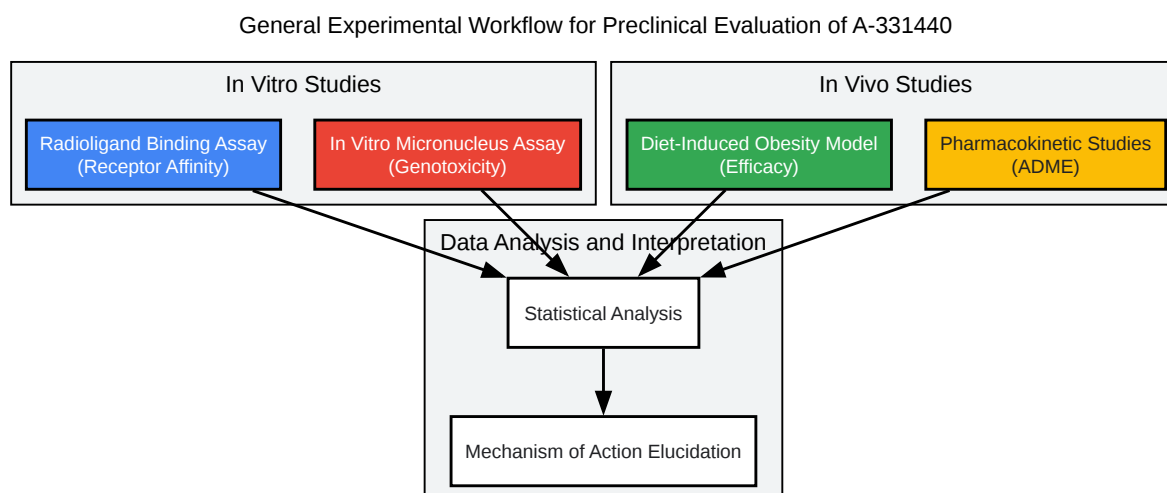 General Experimental Workflow for Preclinical Evaluation of A-331440
In Vitro Studies
Radioligand Binding Assay
(Receptor Affinity)
In Vitro Micronucleus Assay
(Genotoxicity)
In Vivo Studies
Diet-Induced Obesity Model
(Efficacy)
Pharmacokinetic Studies
(ADME)
Data Analysis and Interpretation
Statistical Analysis
Mechanism of Action Elucidation